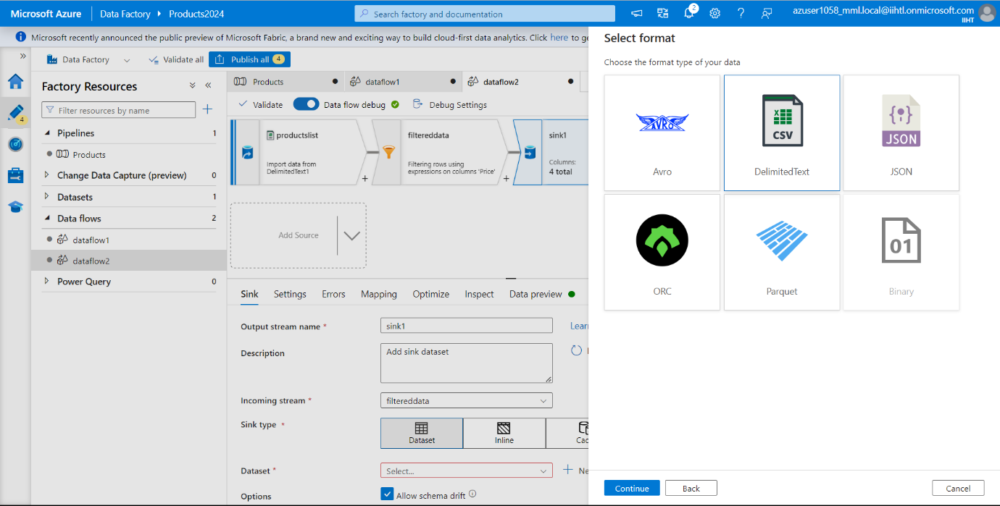 Microsoft Azure
Data Factory
Products2024
Search factory and documentation
2
azuser1058_mml.local@iihtl.onmicrosoft.com
IIHT
Microsoft recently announced the public preview of Microsoft Fabric, a brand new and exciting way to build cloud-first data analytics. Click here to ge
Data Factory
Validate all
Publish all
4
Factory Resources
Filter resources by name
4
Pipelines
1
Products
Change Data Capture (preview)
0
Datasets
1
Data flows
2
dataflow1
dataflow2
Power Query
0
Products
dataflow1
dataflow2
Validate
Data flow debug
Debug Settings
productslist
Import data from
DelimitedText1
+
filtereddata
Filtering rows using
expressions on columns 'Price'
+
sink1
Columns:
4 total
Add Source
Sink
Settings
Errors
Mapping
Optimize
Inspect
Data preview
Output stream name *
sink1
Lear
Description
Add sink dataset
Incoming stream *
filtereddata
Sink type *
Dataset
Inline
Cac
Dataset *
Select...
Ne
Options
Allow schema drift
Select format
Choose the format type of your data
AVRO
Avro
CSV
DelimitedText
JSON
JSON
ORC
Parquet
01
Binary
Continue
Back
Cancel